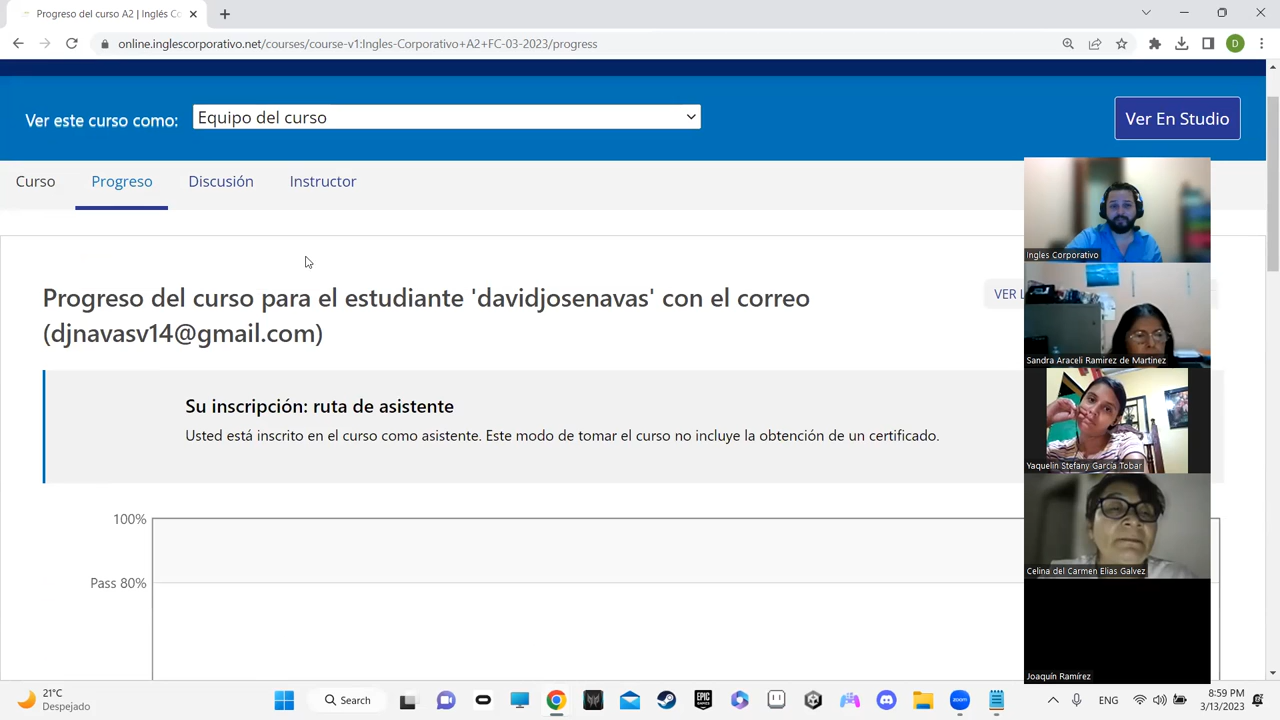 Progreso del curso A2 | Inglés Co
online.inglescorporativo.net/courses/course-v1:Ingles-Corporativo+A2+FC-03-2023/progress
D
Ver este curso como:
Equipo del curso
Ver En Studio
Curso
Progreso
Discusión
Instructor
Progreso del curso para el estudiante 'davidjosenavas' con el correo
(djnavasv14@gmail.com)
VER
Su inscripción: ruta de asistente
Usted está inscrito en el curso como asistente. Este modo de tomar el curso no incluye la obtención de un certificado.
100%
Pass 80%
Ingles Corporativo
Sandra Araceli Ramirez de Martinez
Yaquelin Stefany García Tobar
Celina del Carmen Elias Galvez
Joaquín Ramírez
21°C
Despejado
Search
EPIC
GAMES
ENG
8:59 PM
3/13/2023